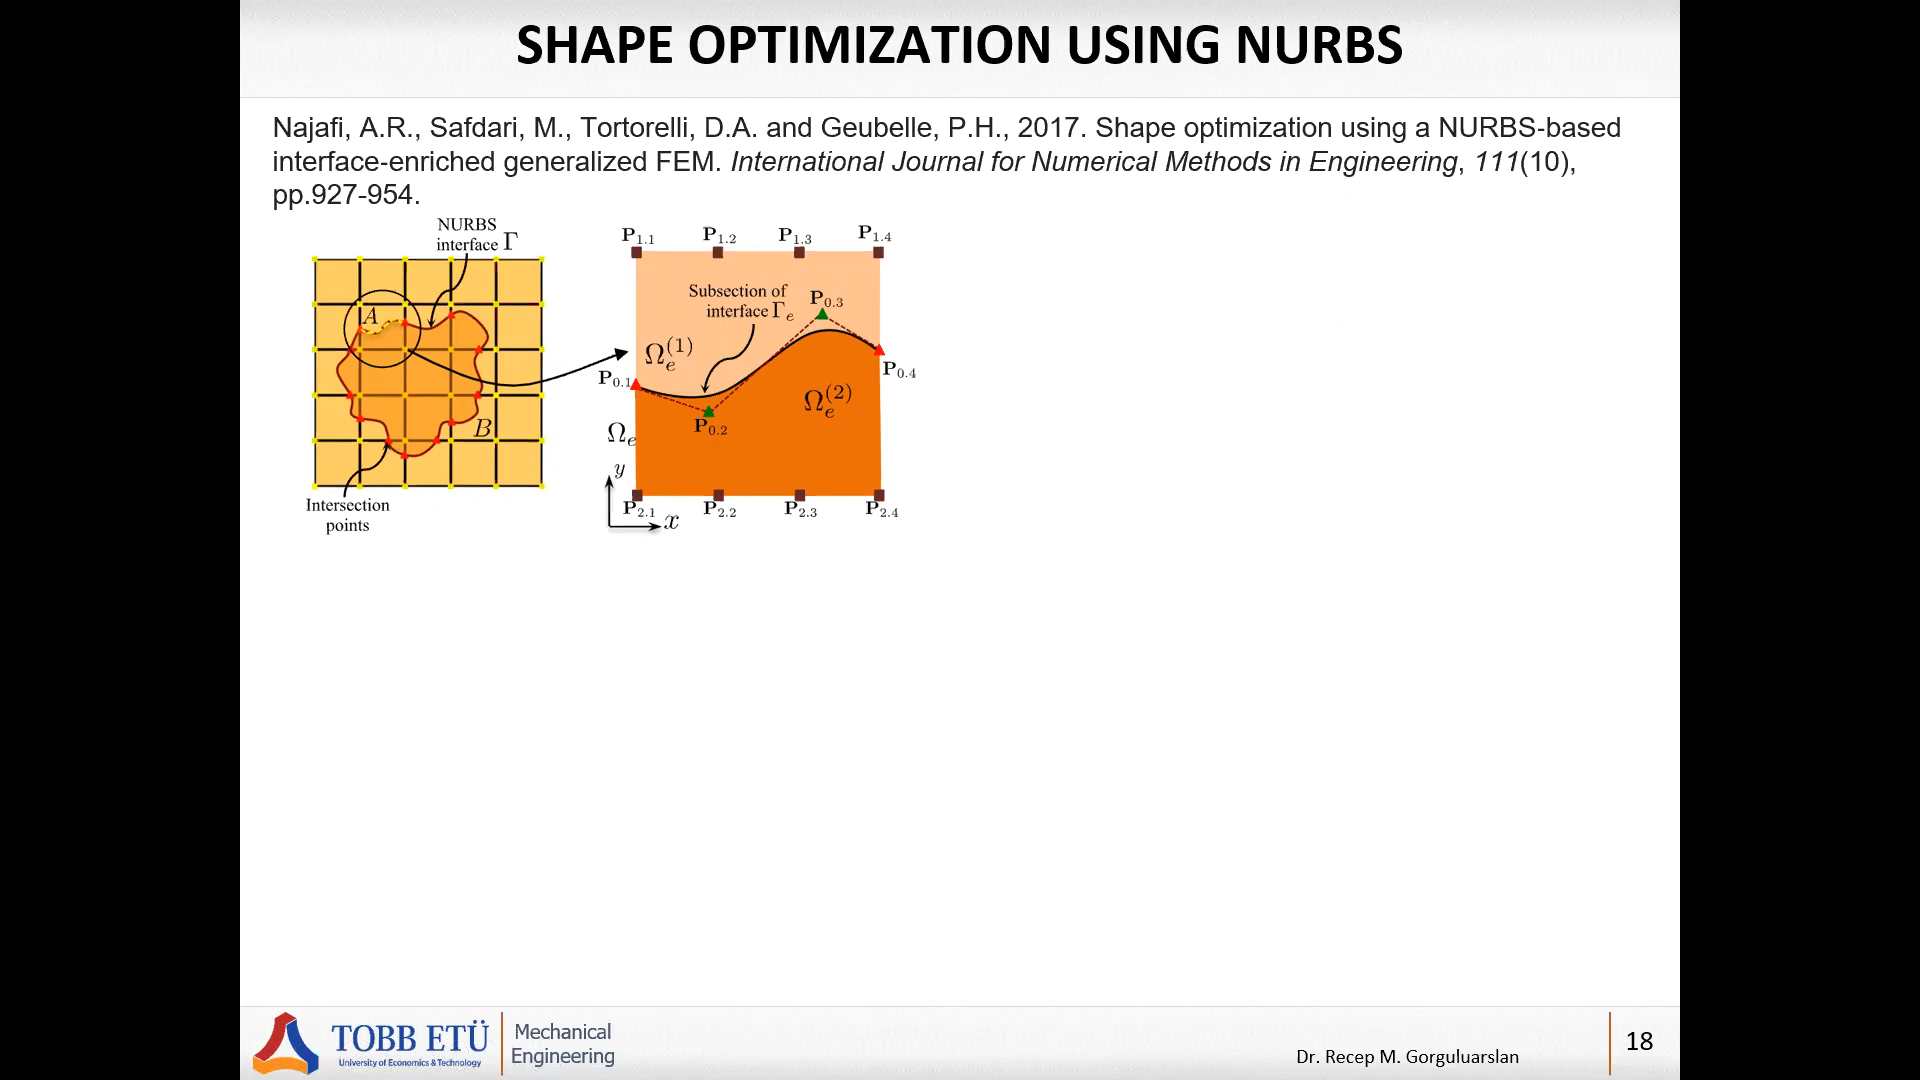 SHAPE OPTIMIZATION USING NURBS
Najafi, A.R., Safdari, M., Tortorelli, D.A. and Geubelle, P.H., 2017. Shape optimization using a NURBS-based
interface-enriched generalized FEM. International Journal for Numerical Methods in Engineering, 111(10),
pp.927-954.
NURBS
interface Γ
A
B
Intersection
points
P1.1 P1.2 P1.3 P1.4
Subsection of
interface Γe
P0.3
Ωe(1)
P0.1
P0.4
Ωe(2)
P0.2
Ωe
y
x
P2.1 P2.2 P2.3 P2.4
TOBB ETÜ
University of Economics & Technology
Mechanical
Engineering
Dr. Recep M. Gorguluarslan
18